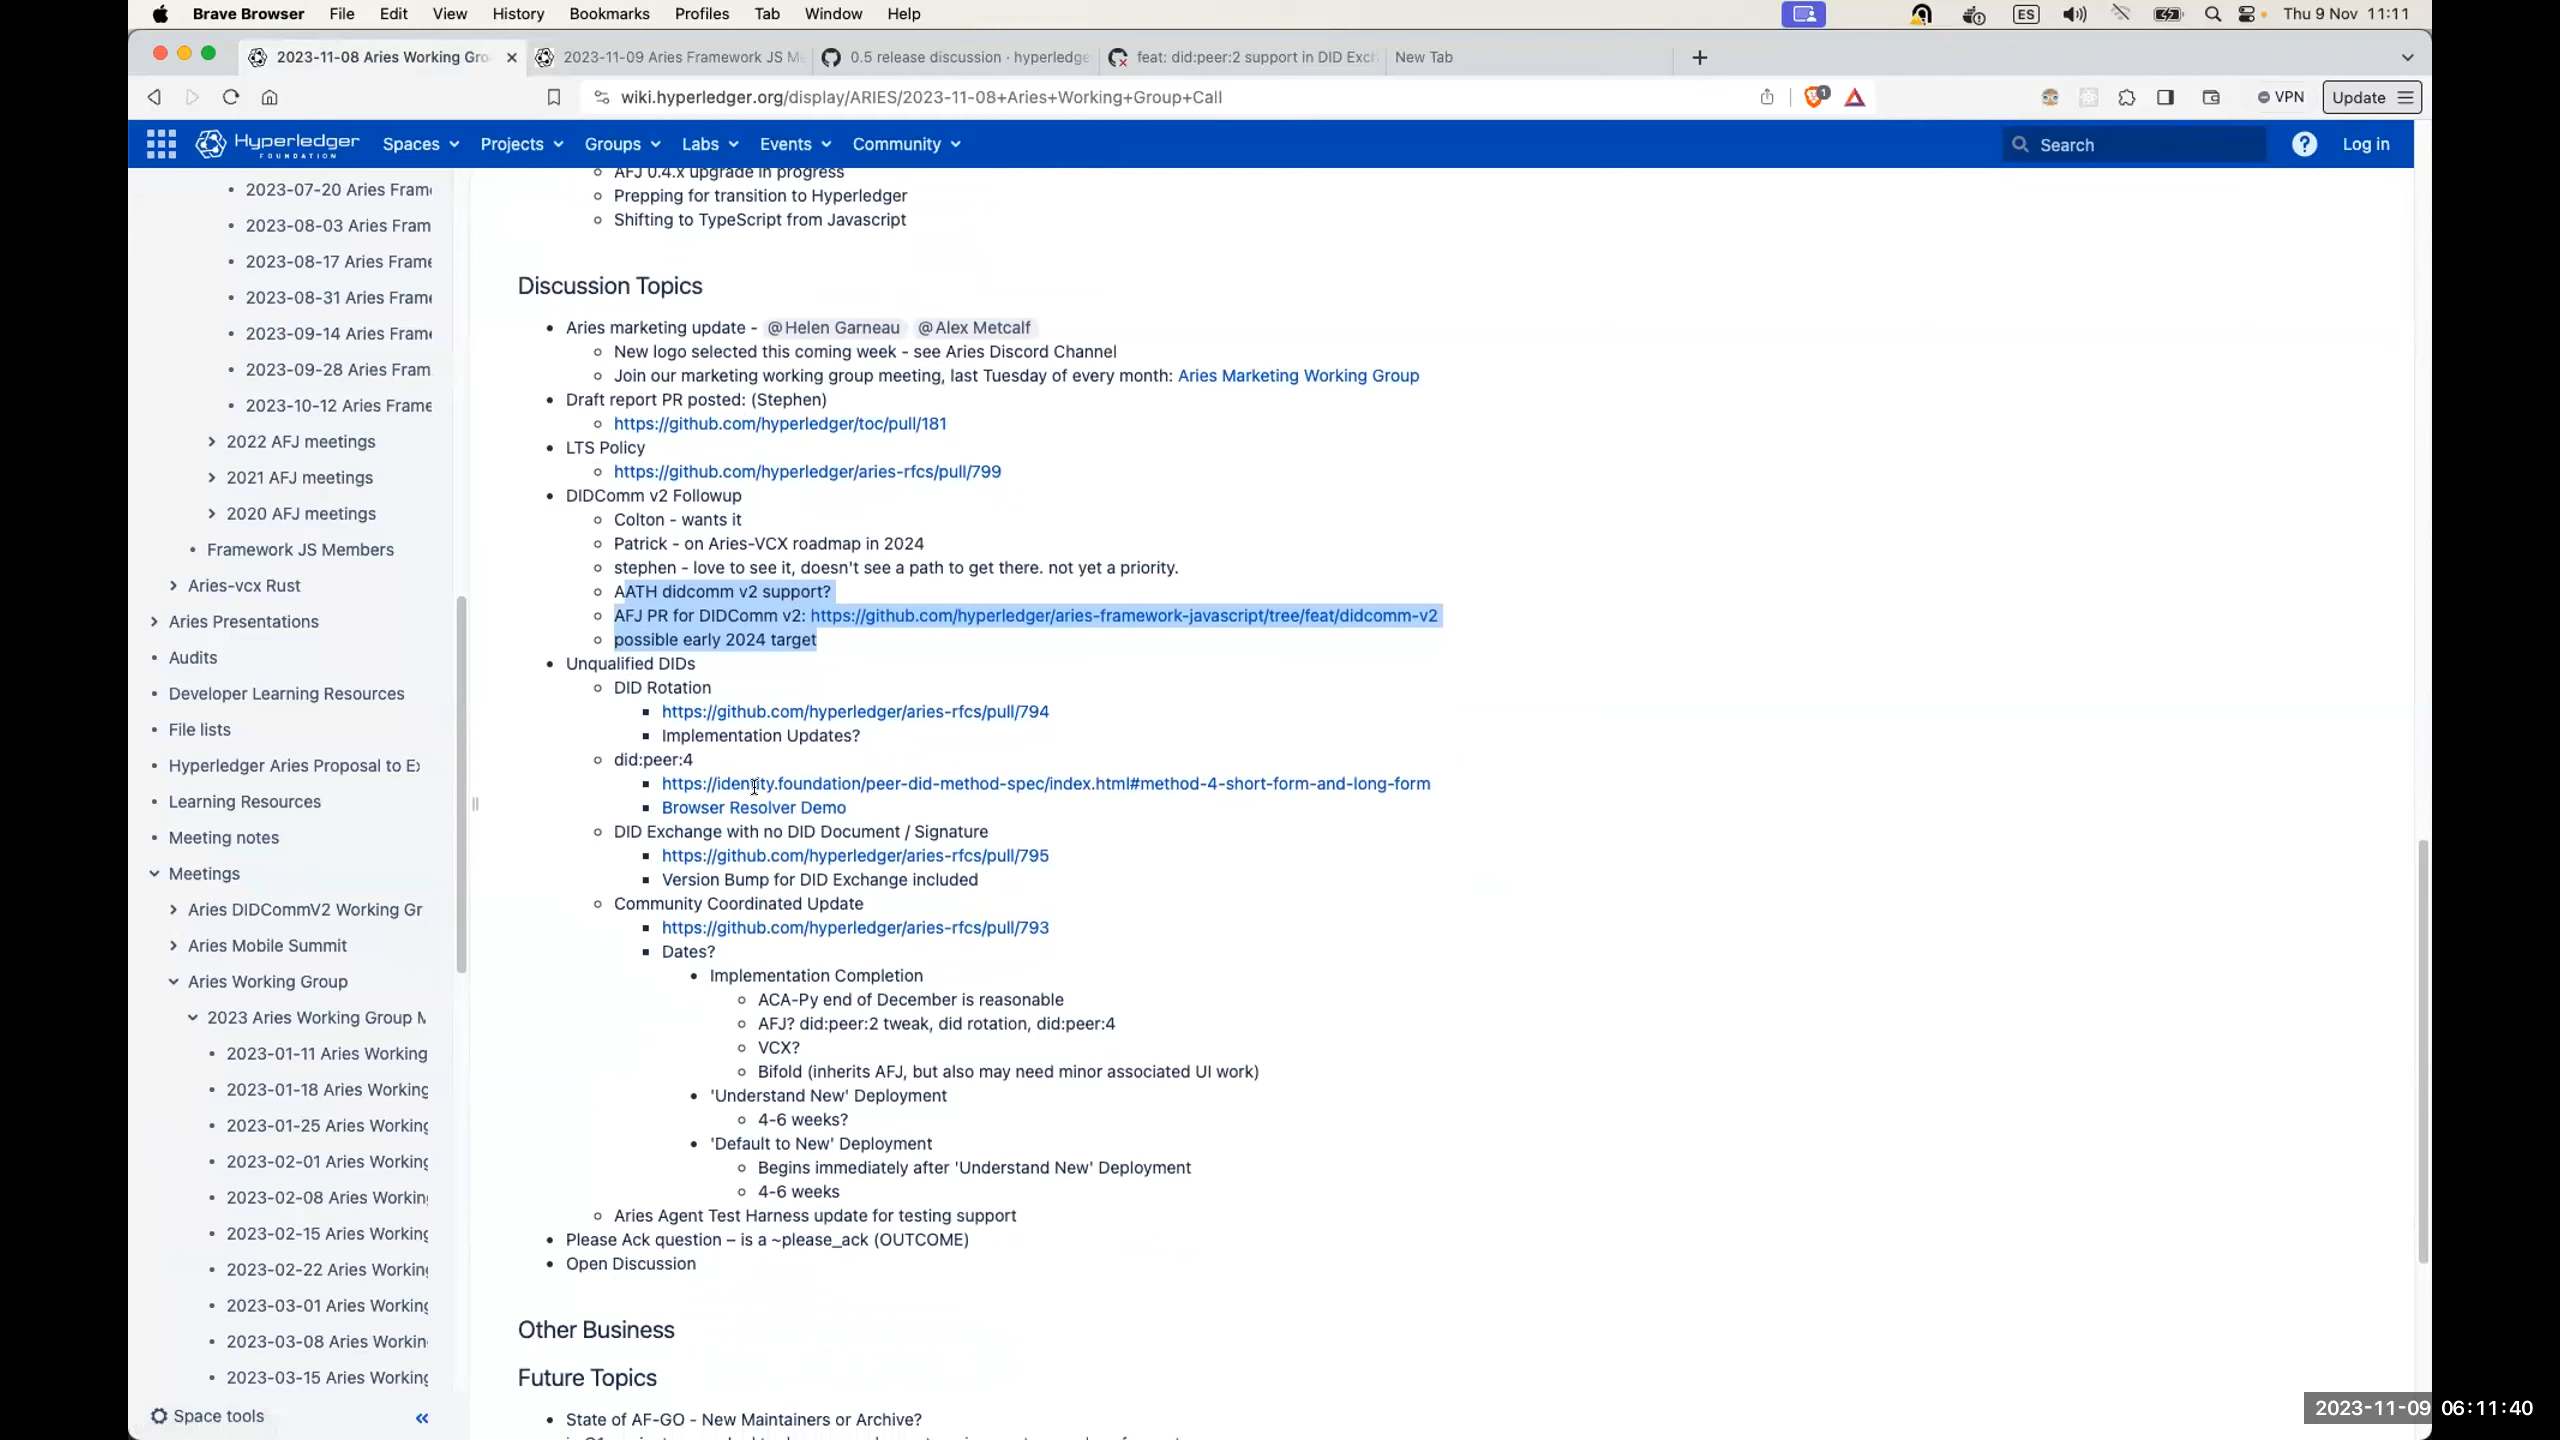 Brave Browser File Edit View History Bookmarks Profiles Tab Window Help ES Thu 9 Nov 11:11
2023-11-08 Aries Working Gro 2023-11-09 Aries Framework JS M 0.5 release discussion · hyperledge feat: did:peer:2 support in DID Exch New Tab
wiki.hyperledger.org/display/ARIES/2023-11-08+Aries+Working+Group+Call 1 VPN Update
Hyperledger FOUNDATION Spaces Projects Groups Labs Events Community Search Log in
2023-07-20 Aries Fram
2023-08-03 Aries Fram
2023-08-17 Aries Frame
2023-08-31 Aries Frame
2023-09-14 Aries Frame
2023-09-28 Aries Fram
2023-10-12 Aries Frame
2022 AFJ meetings
2021 AFJ meetings
2020 AFJ meetings
Framework JS Members
Aries-vcx Rust
Aries Presentations
Audits
Developer Learning Resources
File lists
Hyperledger Aries Proposal to Ex
Learning Resources
Meeting notes
Meetings
Aries DIDCommV2 Working Gr
Aries Mobile Summit
Aries Working Group
2023 Aries Working Group M
2023-01-11 Aries Working
2023-01-18 Aries Working
2023-01-25 Aries Working
2023-02-01 Aries Working
2023-02-08 Aries Working
2023-02-15 Aries Working
2023-02-22 Aries Working
2023-03-01 Aries Working
2023-03-08 Aries Workin
2023-03-15 Aries Working
Space tools
AFJ 0.4.x upgrade in progress
Prepping for transition to Hyperledger
Shifting to TypeScript from Javascript
Discussion Topics
Aries marketing update - @Helen Garneau @Alex Metcalf
New logo selected this coming week - see Aries Discord Channel
Join our marketing working group meeting, last Tuesday of every month: Aries Marketing Working Group
Draft report PR posted: (Stephen)
https://github.com/hyperledger/toc/pull/181
LTS Policy
https://github.com/hyperledger/aries-rfcs/pull/799
DIDComm v2 Followup
Colton - wants it
Patrick - on Aries-VCX roadmap in 2024
stephen - love to see it, doesn't see a path to get there. not yet a priority.
AATH didcomm v2 support?
AFJ PR for DIDComm v2: https://github.com/hyperledger/aries-framework-javascript/tree/feat/didcomm-v2
possible early 2024 target
Unqualified DIDs
DID Rotation
https://github.com/hyperledger/aries-rfcs/pull/794
Implementation Updates?
did:peer:4
https://identity.foundation/peer-did-method-spec/index.html#method-4-short-form-and-long-form
Browser Resolver Demo
DID Exchange with no DID Document / Signature
https://github.com/hyperledger/aries-rfcs/pull/795
Version Bump for DID Exchange included
Community Coordinated Update
https://github.com/hyperledger/aries-rfcs/pull/793
Dates?
Implementation Completion
ACA-Py end of December is reasonable
AFJ? did:peer:2 tweak, did rotation, did:peer:4
VCX?
Bifold (inherits AFJ, but also may need minor associated UI work)
'Understand New' Deployment
4-6 weeks?
'Default to New' Deployment
Begins immediately after 'Understand New' Deployment
4-6 weeks
Aries Agent Test Harness update for testing support
Please Ack question – is a ~please_ack (OUTCOME)
Open Discussion
Other Business
Future Topics
State of AF-GO - New Maintainers or Archive?
2023-11-09 06:11:40